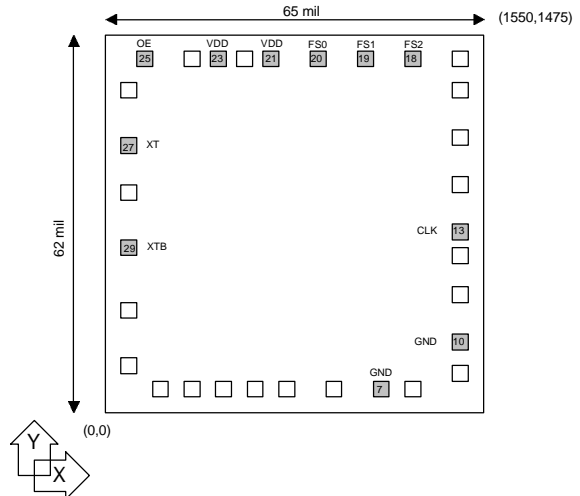 65 mil
(1550,1475)
OE VDD VDD FS0 FS1 FS2
25 23 21 20 19 18
27 XT
62 mil
CLK 13
29 XTB
GND 10
GND
7
(0,0)
Y
X